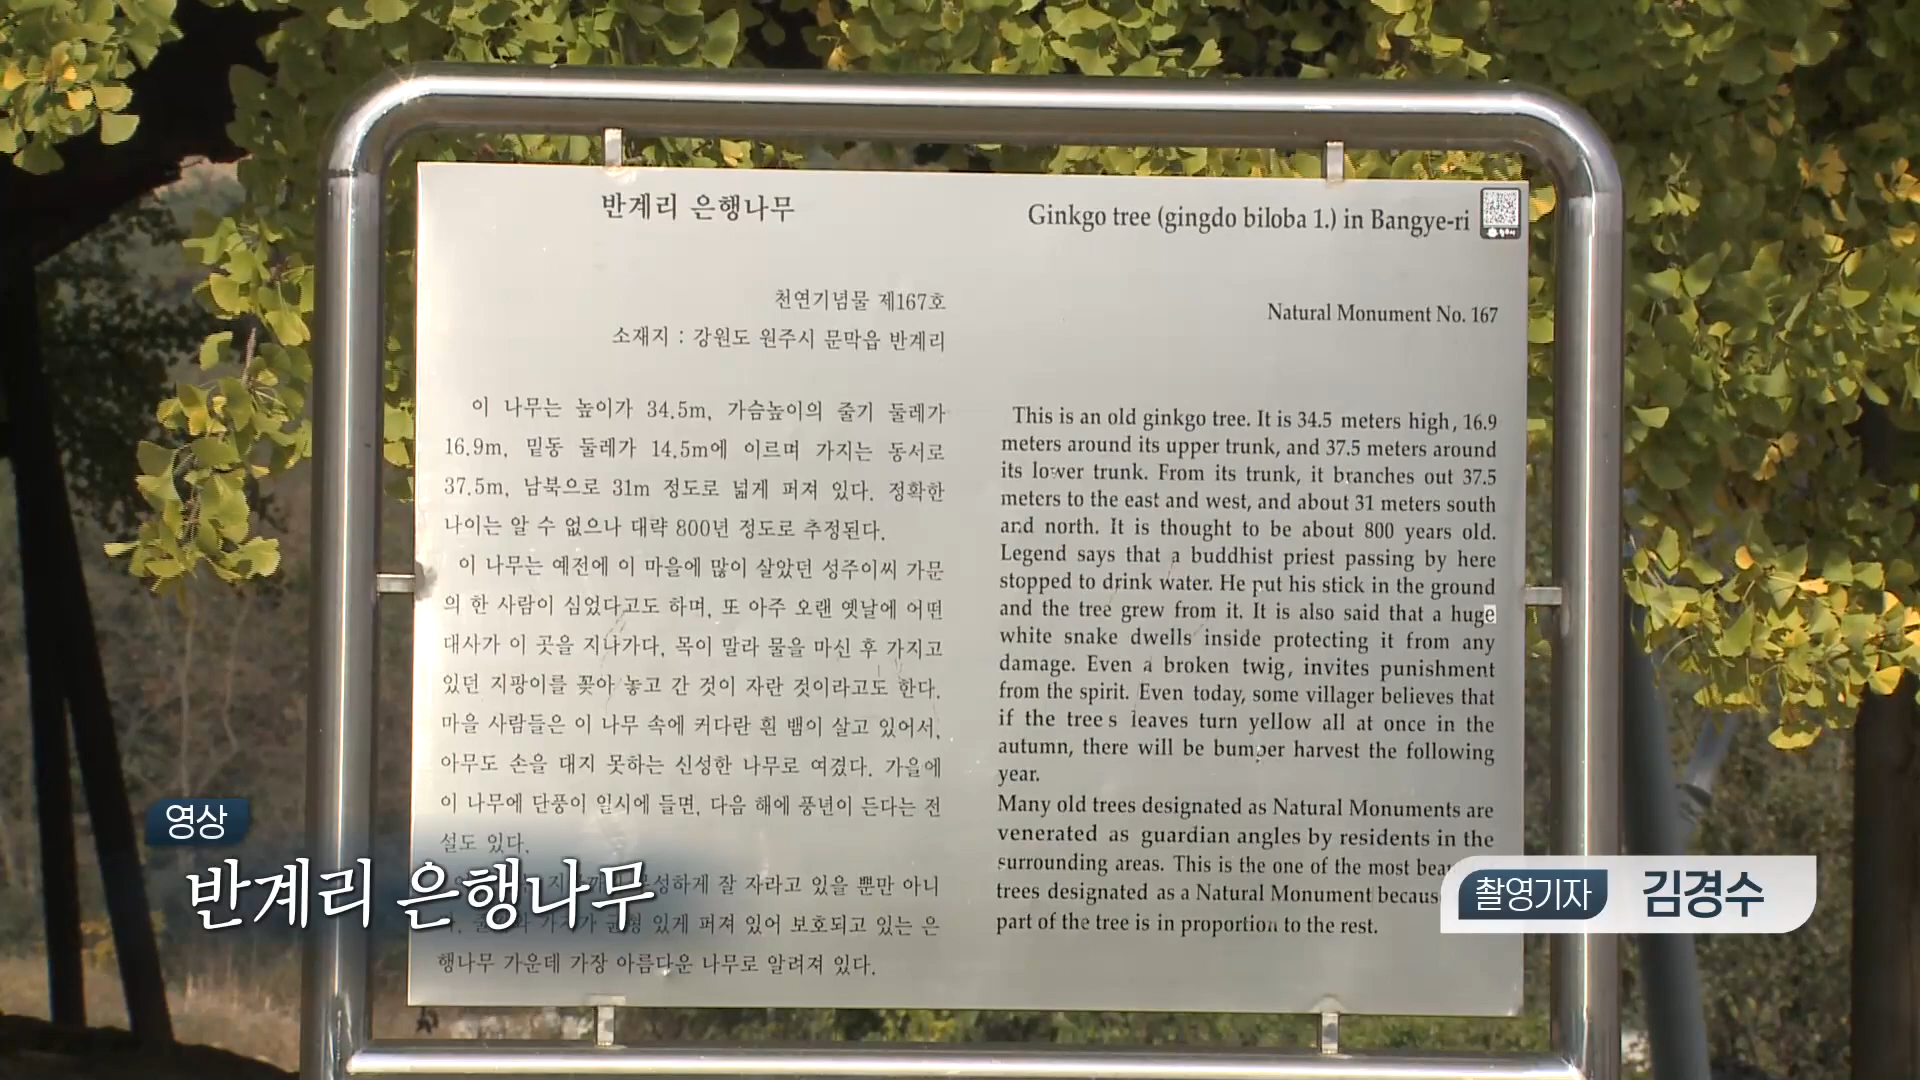 반계리 은행나무
천연기념물 제167호
소재지 : 강원도 원주시 문막읍 반계리
이 나무는 높이가 34.5m, 가슴높이의 줄기 둘레가
16.9m, 밑동 둘레가 14.5m에 이르며 가지는 동서로
37.5m, 남북으로 31m 정도로 넓게 퍼져 있다. 정확한
나이는 알 수 없으나 대략 800년 정도로 추정된다.
이 나무는 예전에 이 마을에 많이 살았던 성주이씨 가문
의 한 사람이 심었다고도 하며, 또 아주 오랜 옛날에 어떤
대사가 이 곳을 지나가다, 목이 말라 물을 마신 후 가지고
있던 지팡이를 꽂아 놓고 간 것이 자란 것이라고도 한다.
마을 사람들은 이 나무 속에 커다란 흰 뱀이 살고 있어서,
아무도 손을 대지 못하는 신성한 나무로 여겼다. 가을에
이 나무에 단풍이 일시에 들면, 다음 해에 풍년이 든다는 전
설도 있다.
잘 자라고 있을 뿐만 아니
있게 퍼져 있어 보호되고 있는 은
행나무 가운데 가장 아름다운 나무로 알려져 있다.
Ginkgo tree (gingdo biloba 1.) in Bangye-ri
Natural Monument No. 167
This is an old ginkgo tree. It is 34.5 meters high, 16.9
meters around its upper trunk, and 37.5 meters around
its lower trunk. From its trunk, it branches out 37.5
meters to the east and west, and about 31 meters south
and north. It is thought to be about 800 years old.
Legend says that a buddhist priest passing by here
stopped to drink water. He put his stick in the ground
and the tree grew from it. It is also said that a huge
white snake dwells inside protecting it from any
damage. Even a broken twig, invites punishment
from the spirit. Even today, some villager believes that
if the tree s leaves turn yellow all at once in the
autumn, there will be bumper harvest the following
year.
Many old trees designated as Natural Monuments are
venerated as guardian angles by residents in the
surrounding areas. This is the one of the most
trees designated as a Natural Monument
part of the tree is in proportion to the rest.
영상
반계리 은행나무
촬영기자 김경수